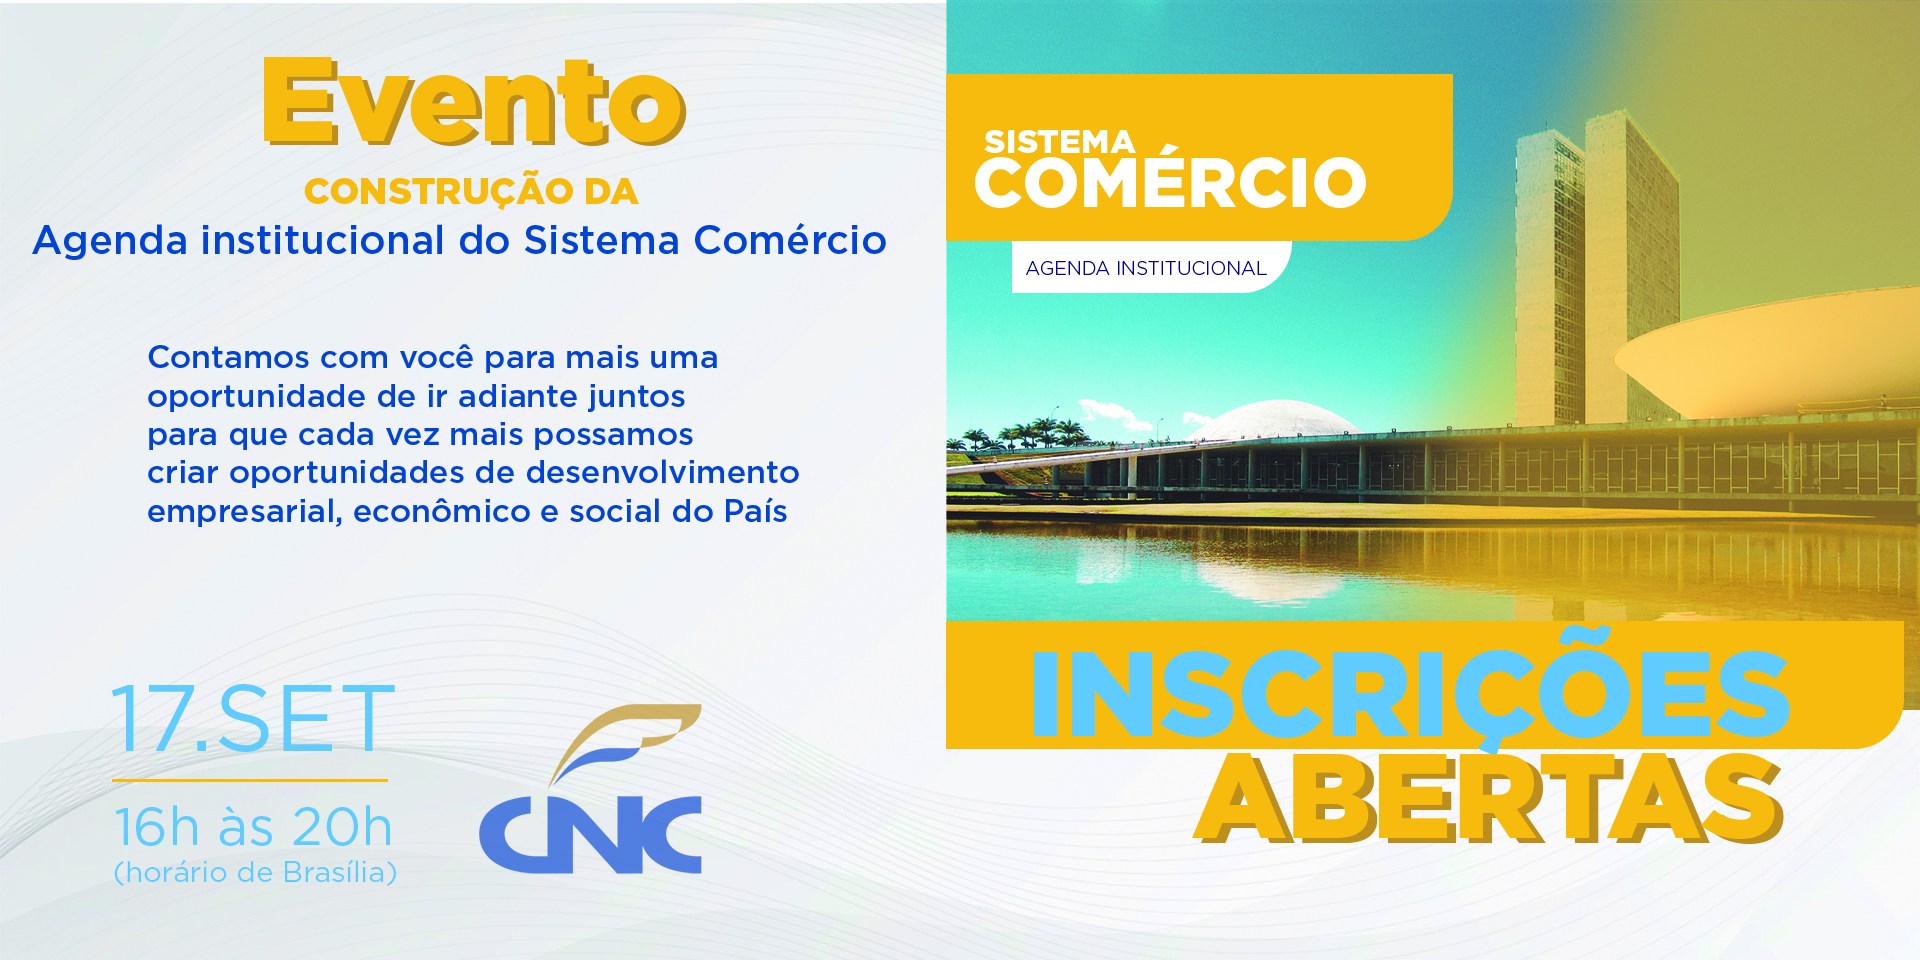 Evento
CONSTRUÇÃO DA
Agenda institucional do Sistema Comércio
Contamos com você para mais uma
oportunidade de ir adiante juntos
para que cada vez mais possamos
criar oportunidades de desenvolvimento
empresarial, econômico e social do País
17.SET
16h às 20h
(horário de Brasília)
CNC
SISTEMA
COMÉRCIO
AGENDA INSTITUCIONAL
INSCRIÇÕES
ABERTAS